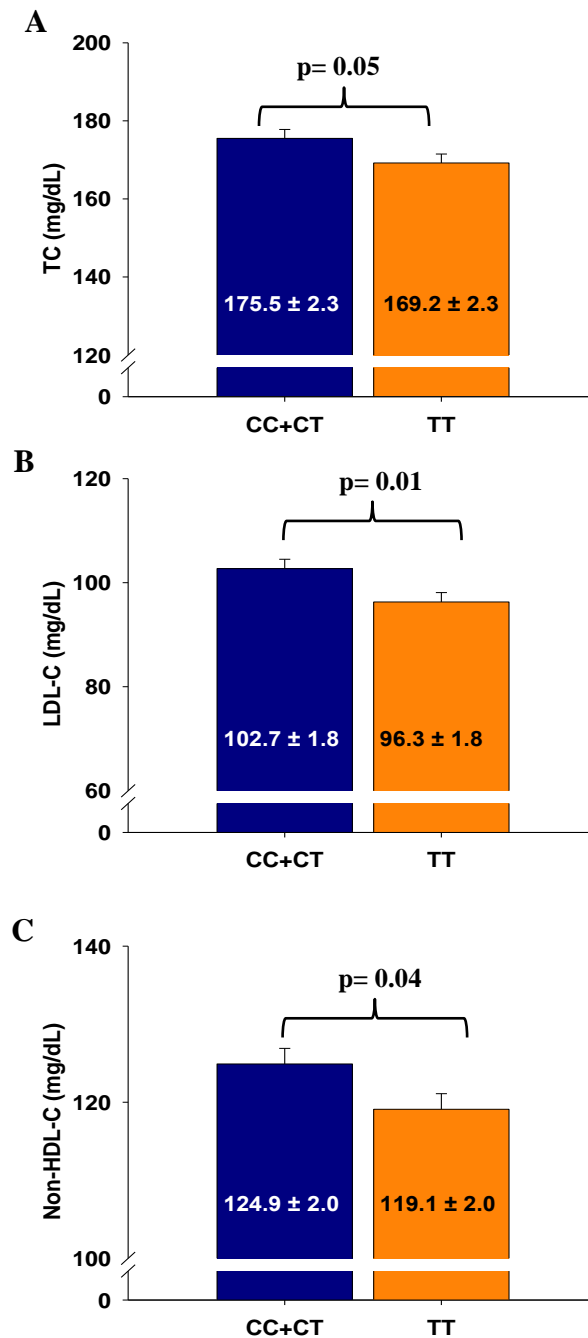 A
200
p= 0.05
180
160
TC (mg/dL)
140
175.5 ± 2.3 169.2 ± 2.3
120
0
CC+CT TT
B
120
p= 0.01
100
LDL-C (mg/dL)
80
102.7 ± 1.8 96.3 ± 1.8
60
0
CC+CT TT
C
140
p= 0.04
120
Non-HDL-C (mg/dL)
124.9 ± 2.0 119.1 ± 2.0
100
0
CC+CT TT